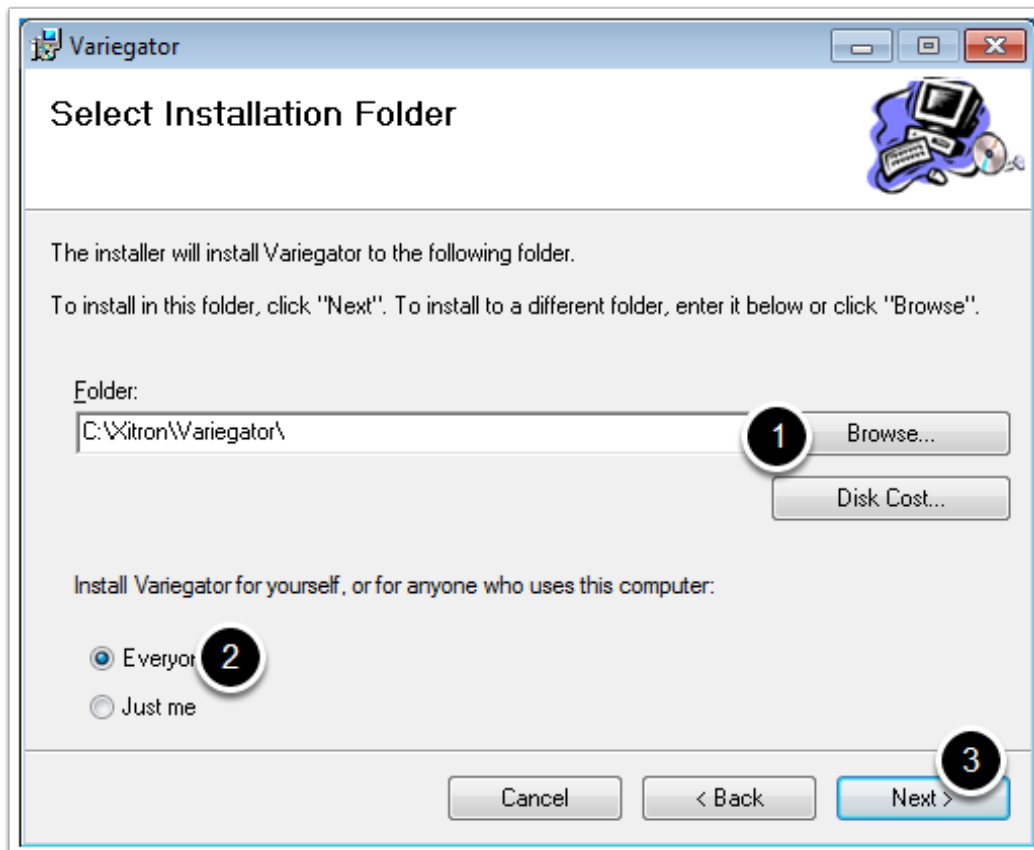 Variegator
Select Installation Folder
The installer will install Variegator to the following folder.
To install in this folder, click "Next". To install to a different folder, enter it below or click "Browse".
Folder:
C:\Xitron\Variegator\
1
Browse...
Disk Cost...
Install Variegator for yourself, or for anyone who uses this computer:
Everyon
2
Just me
3
Cancel
< Back
Next >